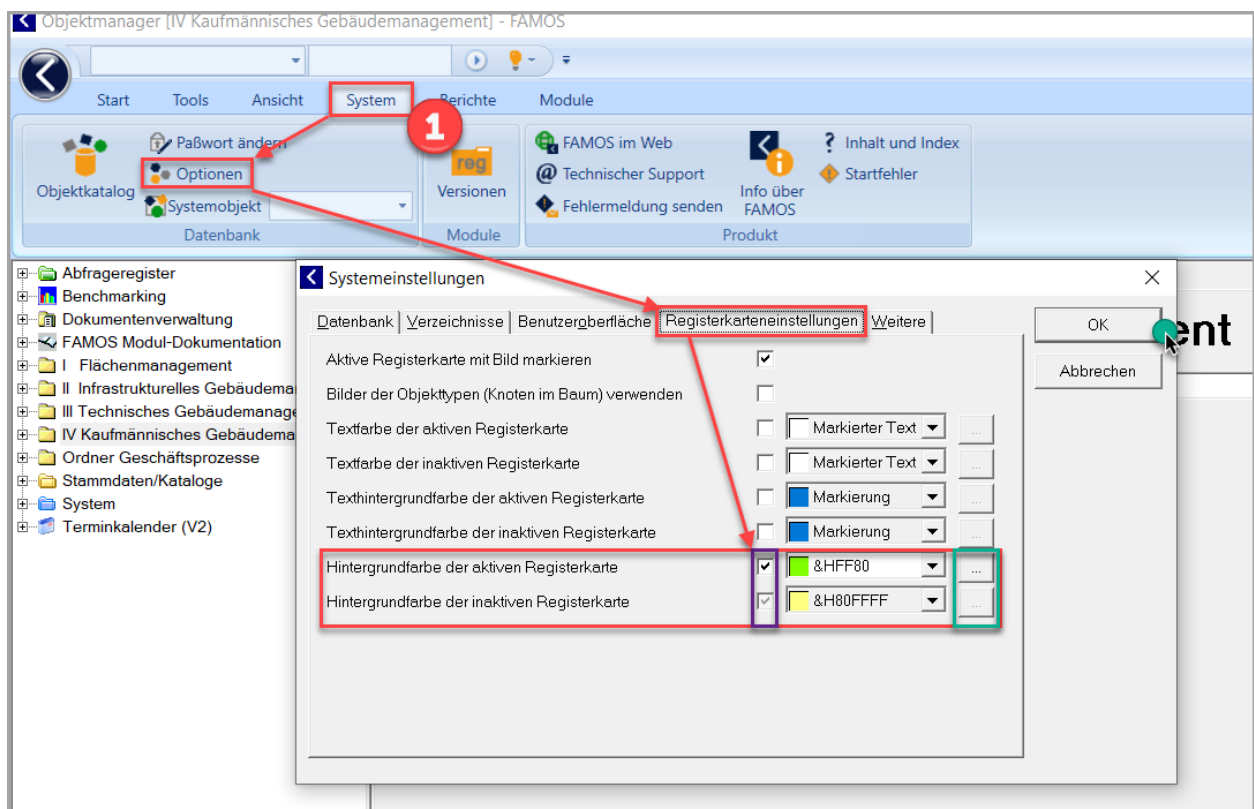 Objektmanager [IV Kaufmännisches Gebäudemanagement] - FAMOS
Start Tools Ansicht System Berichte Module
1
Objektkatalog
Paßwort ändern
Optionen
Systemobjekt
Datenbank
reg
Versionen
Module
FAMOS im Web
Technischer Support
Fehlermeldung senden
Info über
FAMOS
? Inhalt und Index
Startfehler
Produkt
Abfrageregister
Benchmarking
Dokumentenverwaltung
FAMOS Modul-Dokumentation
I Flächenmanagement
II Infrastrukturelles Gebäudema
III Technisches Gebäudemanage
IV Kaufmännisches Gebäudema
Ordner Geschäftsprozesse
Stammdaten/Kataloge
System
Terminkalender (V2)
ent
Systemeinstellungen
Datenbank Verzeichnisse Benutzeroberfläche Registerkarteneinstellungen Weitere
OK
Abbrechen
Aktive Registerkarte mit Bild markieren
Bilder der Objekttypen (Knoten im Baum) verwenden
Textfarbe der aktiven Registerkarte Markierter Text ...
Textfarbe der inaktiven Registerkarte Markierter Text ...
Texthintergrundfarbe der aktiven Registerkarte Markierung ...
Texthintergrundfarbe der inaktiven Registerkarte Markierung ...
Hintergrundfarbe der aktiven Registerkarte &HFF80 ...
Hintergrundfarbe der inaktiven Registerkarte &H80FFFF ...